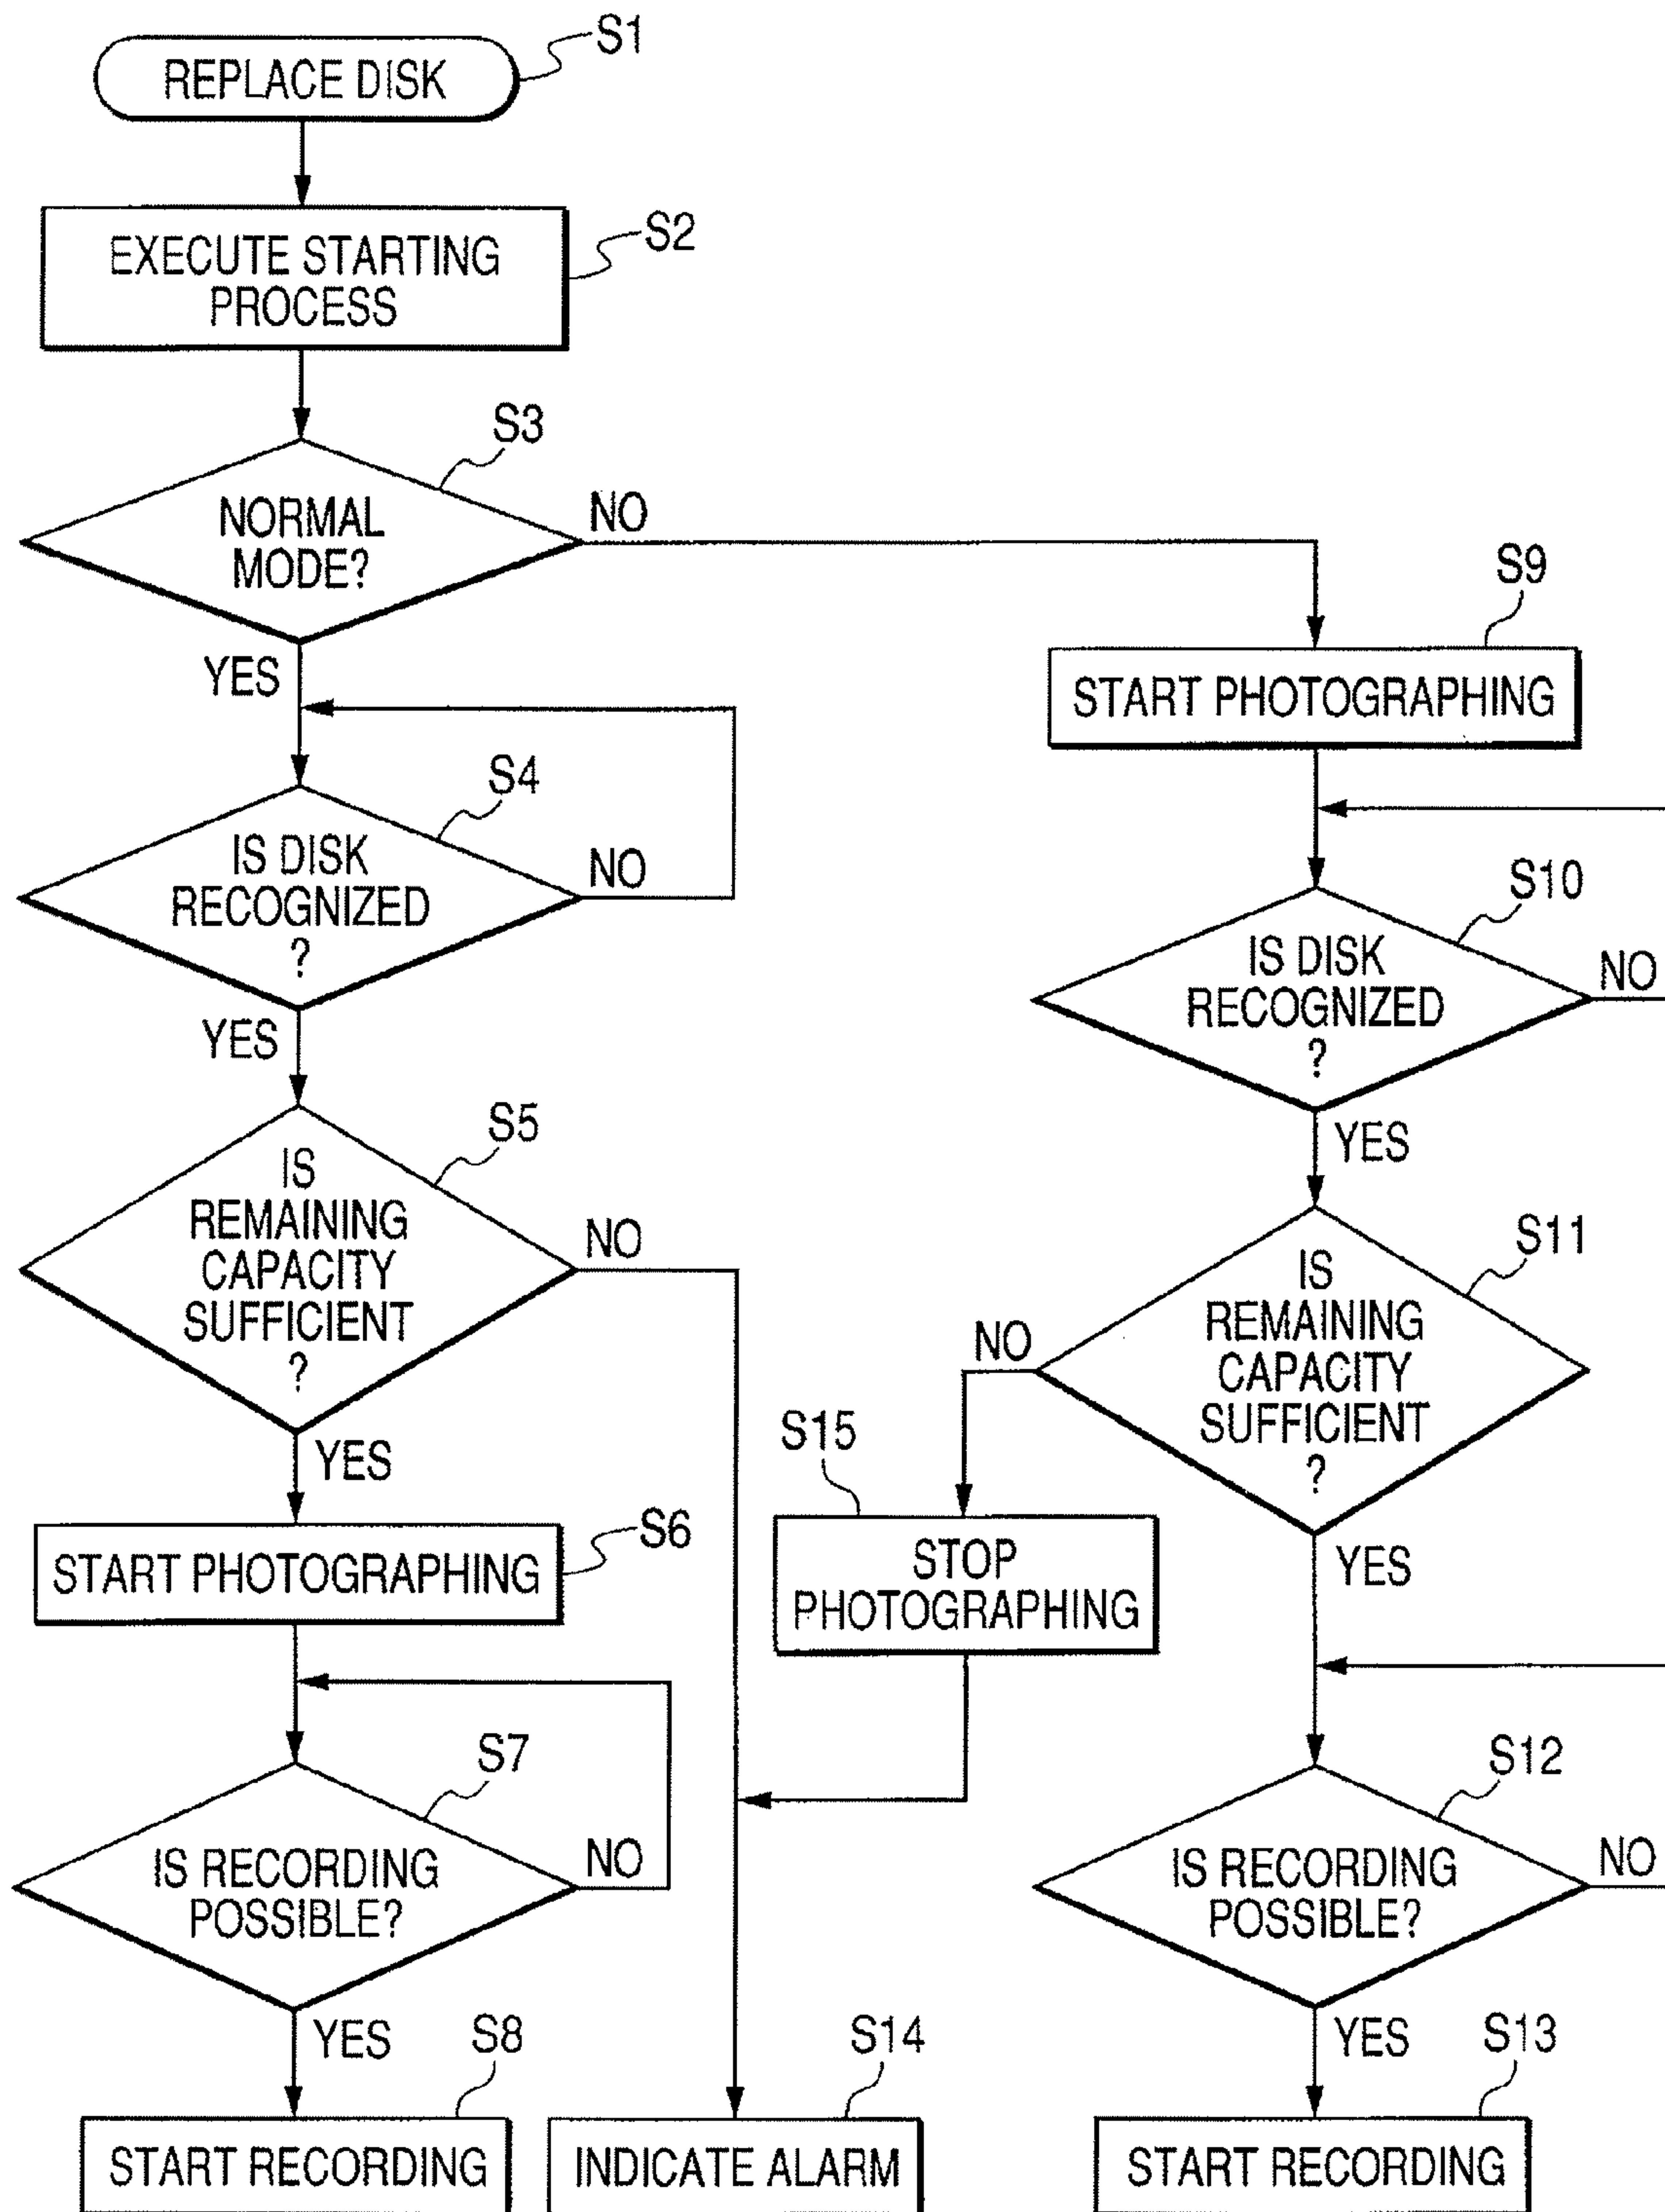 S1
REPLACE DISK
S2
EXECUTE STARTING
PROCESS
S3
NORMAL
MODE?
NO
YES
S4
IS DISK
RECOGNIZED
?
NO
YES
S5
IS
REMAINING
CAPACITY
SUFFICIENT
?
NO
YES
S6
START PHOTOGRAPHING
S7
IS RECORDING
POSSIBLE?
NO
YES
S8
START RECORDING
S9
START PHOTOGRAPHING
S10
IS DISK
RECOGNIZED
?
NO
YES
S11
IS
REMAINING
CAPACITY
SUFFICIENT
?
NO
YES
S15
STOP
PHOTOGRAPHING
S12
IS RECORDING
POSSIBLE?
NO
YES
S14
INDICATE ALARM
S13
START RECORDING